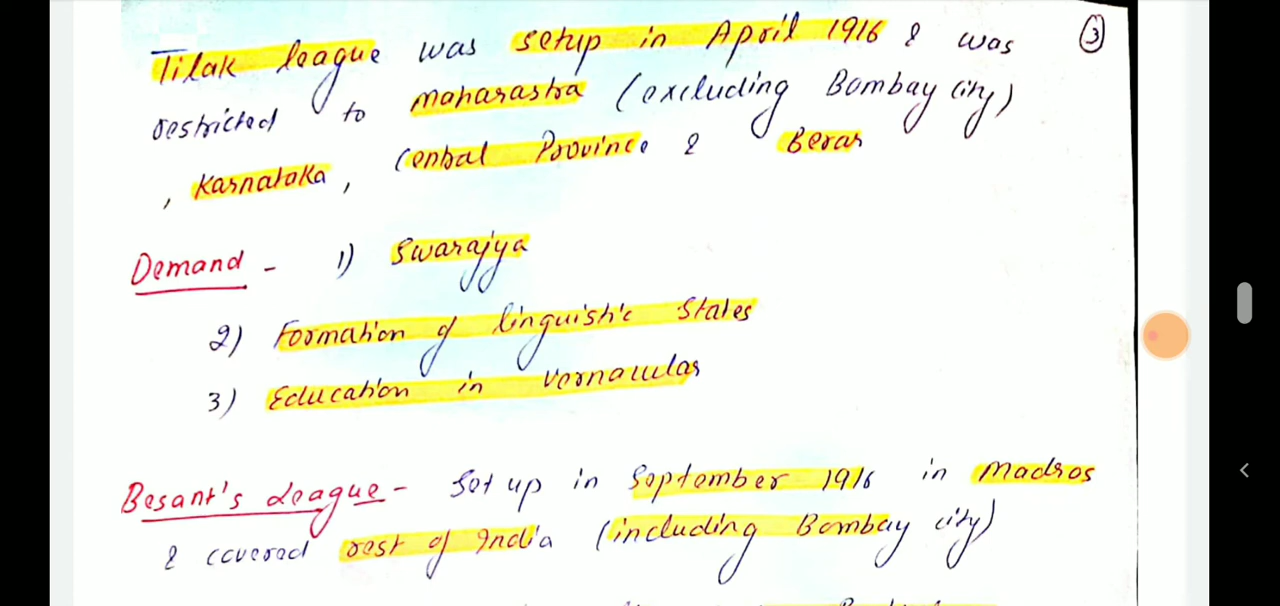 Tilak league was setup in April 1916 & was ③
restricted to Maharastra (excluding Bombay City)
, Karnataka, Central Province & Berar
Demand - 1) Swarajya
2) Formation of linguistic States
3) Education in Vernacular
Besant's League - Set up in September 1916 in Madras
& covered rest of India (including Bombay city)